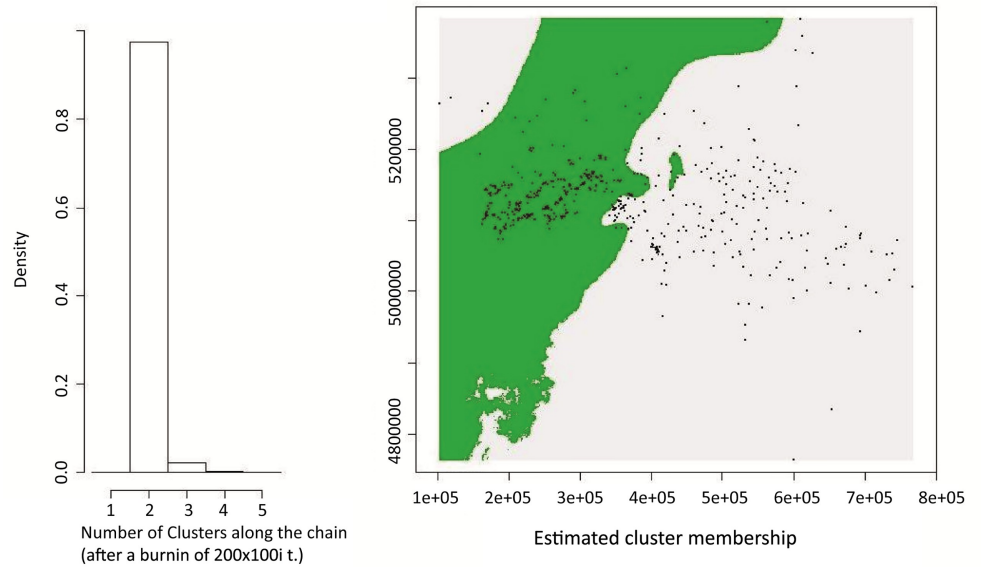 0.8
0.6
0.4
0.2
0.0
Density
1 2 3 4 5
Number of Clusters along the chain
(after a burnin of 200x100i t.)
5200000
5000000
4800000
1e+05 2e+05 3e+05 4e+05 5e+05 6e+05 7e+05 8e+05
Estimated cluster membership